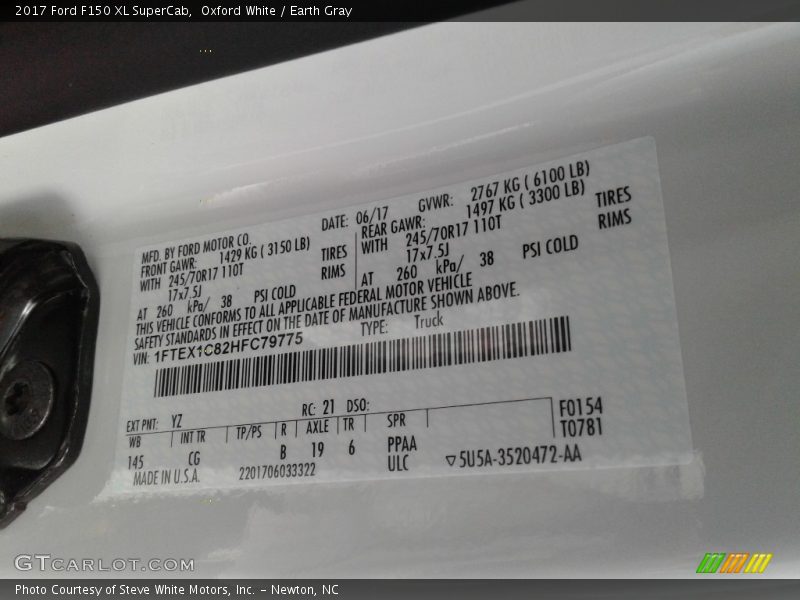 2017 Ford F150 XL SuperCab,  Oxford White / Earth Gray
MFD. BY FORD MOTOR CO.
DATE: 06/17
GVWR: 2767 KG ( 6100 LB)
FRONT GAWR: 1429 KG ( 3150 LB)
REAR GAWR: 1497 KG ( 3300 LB)
WITH 245/70R17 110T TIRES
WITH 245/70R17 110T TIRES
17x7.5J RIMS
17x7.5J RIMS
AT 260 kPa/ 38 PSI COLD
AT 260 kPa/ 38 PSI COLD
THIS VEHICLE CONFORMS TO ALL APPLICABLE FEDERAL MOTOR VEHICLE
SAFETY STANDARDS IN EFFECT ON THE DATE OF MANUFACTURE SHOWN ABOVE.
VIN: 1FTEX1C82HFC79775
TYPE: Truck
EXT PNT: YZ RC: 21 DSO:
WB INT TR TP/PS R AXLE TR SPR
145 CG B 19 6 PPAA
ULC
F0154
T0781
MADE IN U.S.A. 2201706033322
▽5U5A-3520472-AA
GTCARLOT.COM
Photo Courtesy of Steve White Motors, Inc. – Newton, NC